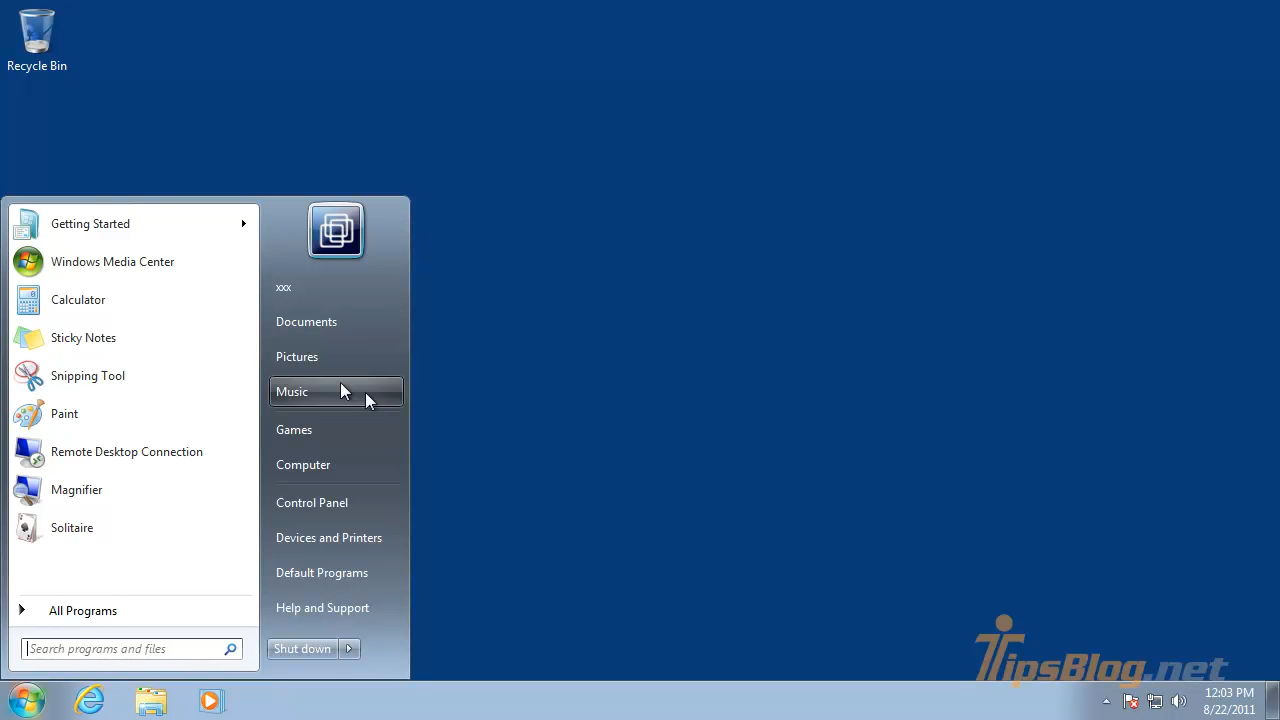 Recycle Bin
Getting Started
Windows Media Center
Calculator
Sticky Notes
Snipping Tool
Paint
Remote Desktop Connection
Magnifier
Solitaire
All Programs
Search programs and files
xxx
Documents
Pictures
Music
Games
Computer
Control Panel
Devices and Printers
Default Programs
Help and Support
Shut down
TipsBlog.net
12:03 PM
8/22/2011